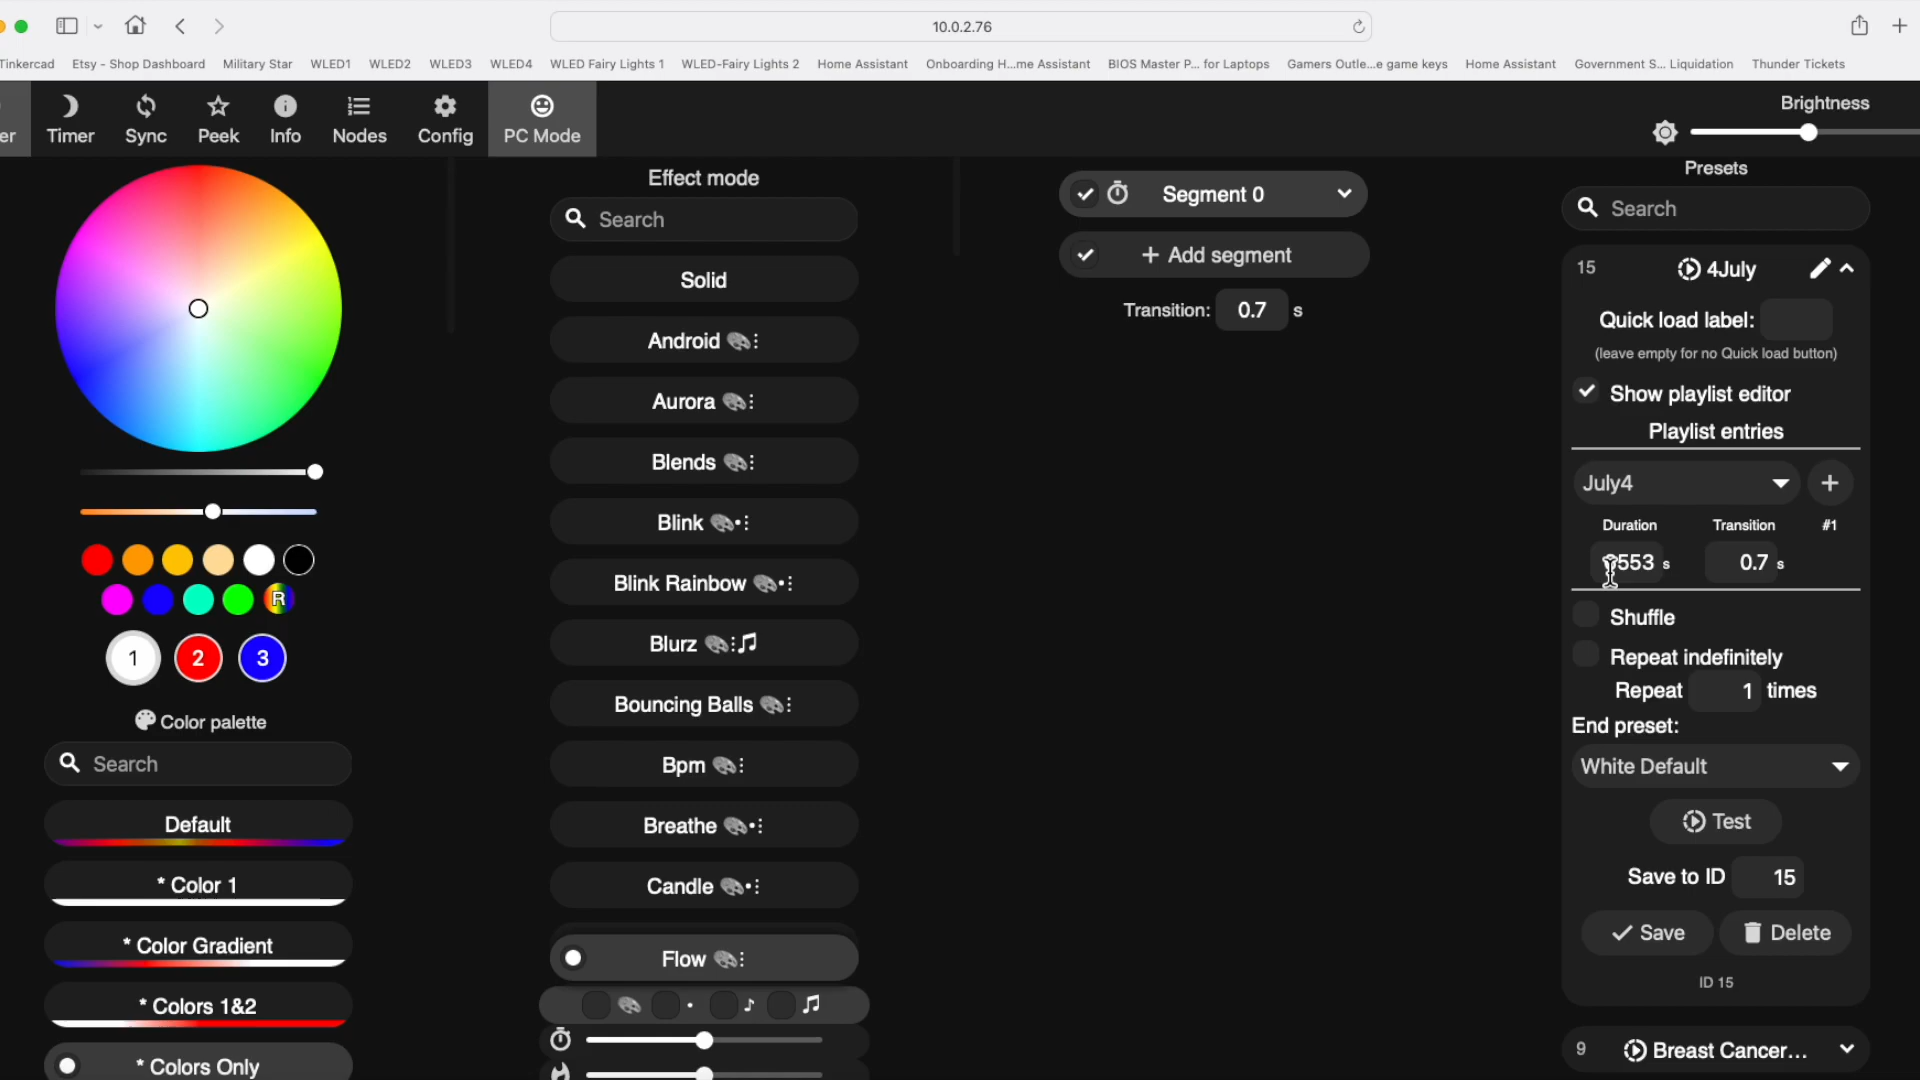 10.0.2.76
Tinkercad Etsy - Shop Dashboard Military Star WLED1 WLED2 WLED3 WLED4 WLED Fairy Lights 1 WLED-Fairy Lights 2 Home Assistant Onboarding H...me Assistant BIOS Master P... for Laptops Gamers Outle...e game keys Home Assistant Government S... Liquidation Thunder Tickets
er Timer Sync Peek Info Nodes Config PC Mode
Brightness
R
1 2 3
Color palette
Search
Default
* Color 1
* Color Gradient
* Colors 1&2
* Colors Only
Effect mode
Search
Solid
Android
Aurora
Blends
Blink
Blink Rainbow
Blurz
Bouncing Balls
Bpm
Breathe
Candle
Flow
Segment 0
+ Add segment
Transition: 0.7 s
Presets
Search
15 4July
Quick load label:
(leave empty for no Quick load button)
Show playlist editor
Playlist entries
July4 +
Duration Transition #1
553 s 0.7 s
Shuffle
Repeat indefinitely
Repeat 1 times
End preset:
White Default
Test
Save to ID 15
Save Delete
ID 15
9 Breast Cancer...